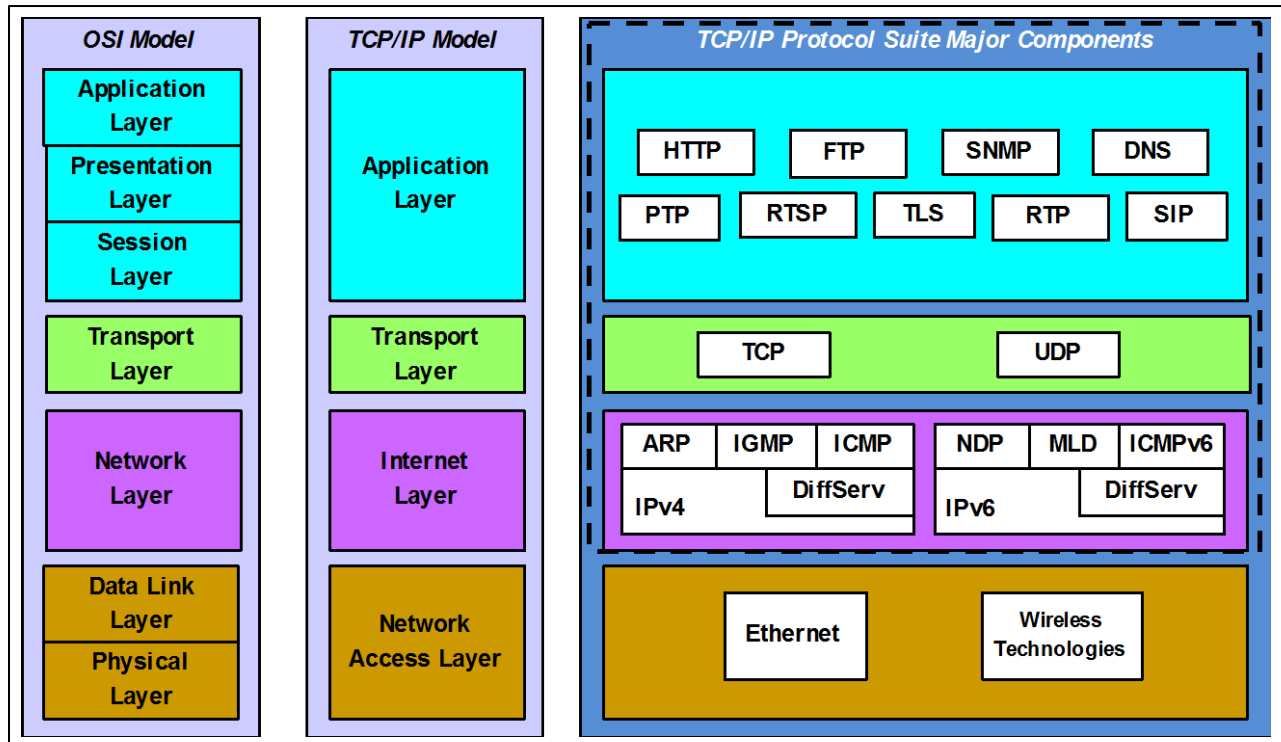 OSI Model
Application
Layer
Presentation
Layer
Session
Layer
Transport
Layer
Network
Layer
Data Link
Layer
Physical
Layer
TCP/IP Model
Application
Layer
Transport
Layer
Internet
Layer
Network
Access Layer
TCP/IP Protocol Suite Major Components
HTTP FTP SNMP DNS
PTP RTSP TLS RTP SIP
TCP UDP
ARP IGMP ICMP NDP MLD ICMPv6
DiffServ DiffServ
IPv4 IPv6
Ethernet
Wireless
Technologies